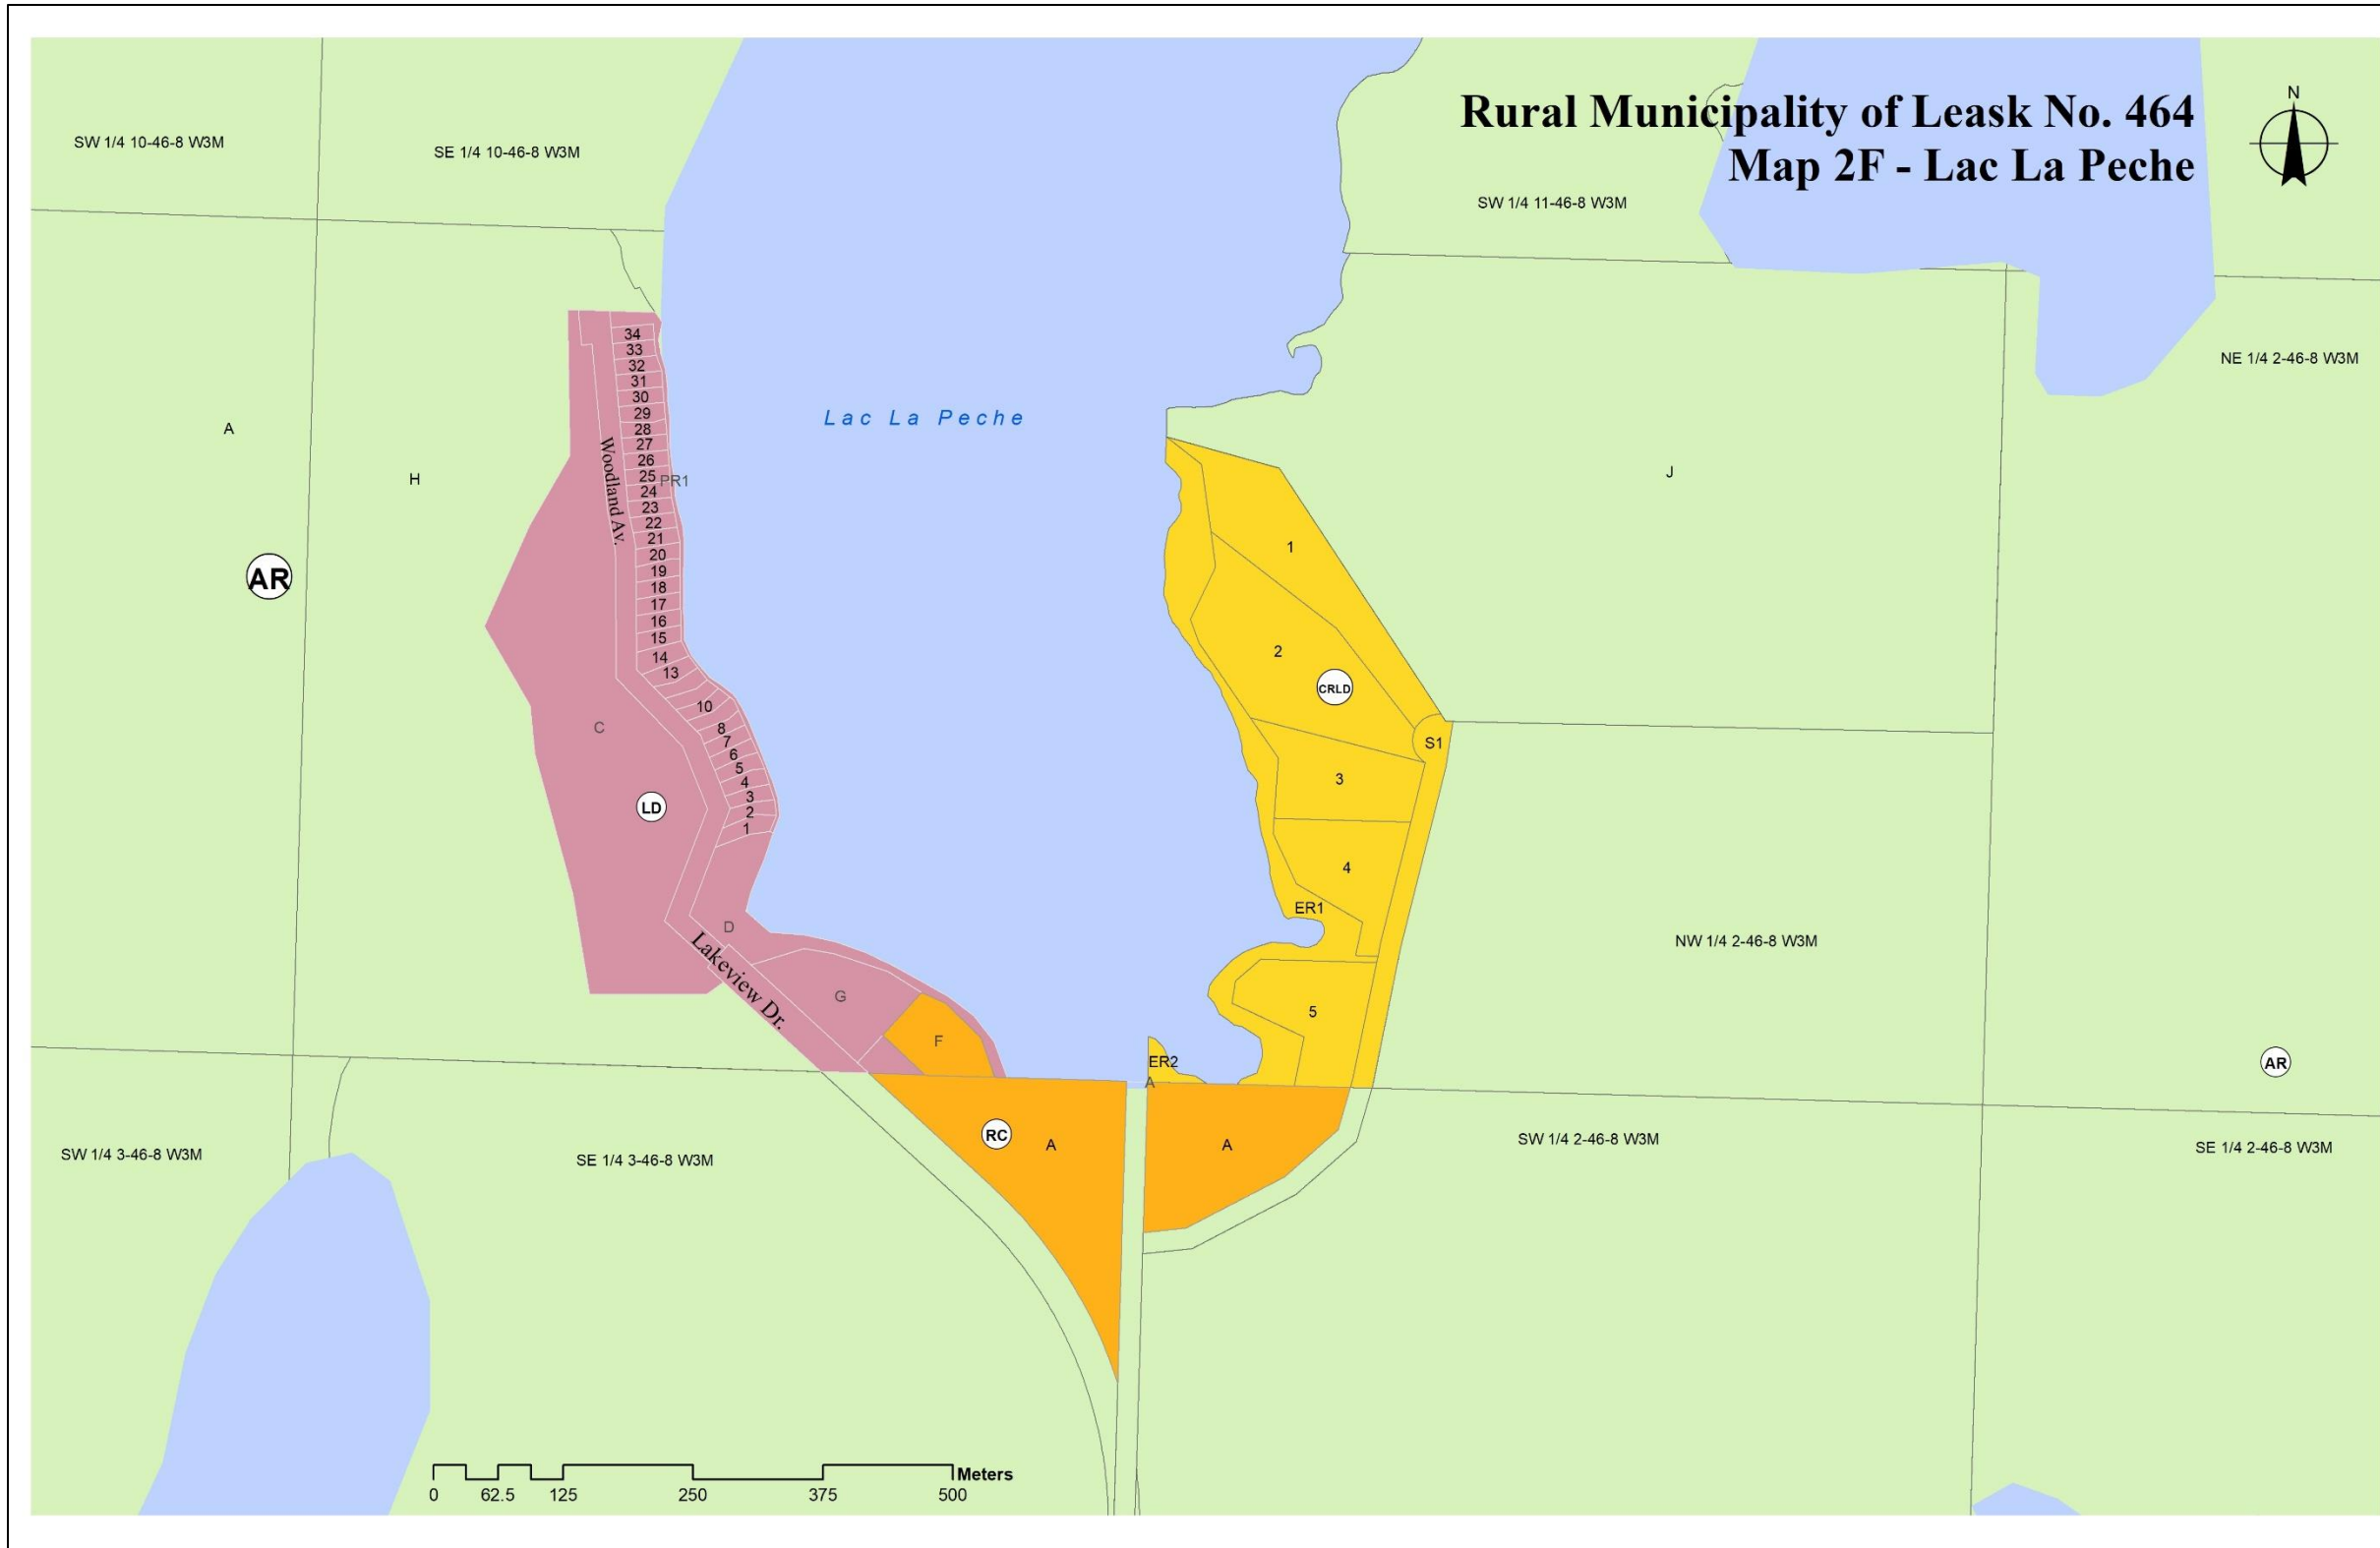 Rural Municipality of Leask No. 464
Map 2F - Lac La Peche
N
SW 1/4 10-46-8 W3M
SE 1/4 10-46-8 W3M
SW 1/4 11-46-8 W3M
NE 1/4 2-46-8 W3M
34
33
32
31
30
29
28
27
26
25
24
23
22
21
20
19
18
17
16
15
14
13
10
8
7
6
5
4
3
2
1
Woodland Av.
PR1
Lac La Peche
A
H
J
AR
C
LD
D
Lakeview Dr.
G
F
1
2
CRLD
S1
3
4
ER1
5
ER2
A
NW 1/4 2-46-8 W3M
AR
RC
A
A
SW 1/4 3-46-8 W3M
SE 1/4 3-46-8 W3M
SW 1/4 2-46-8 W3M
SE 1/4 2-46-8 W3M
Meters
0 62.5 125 250 375 500